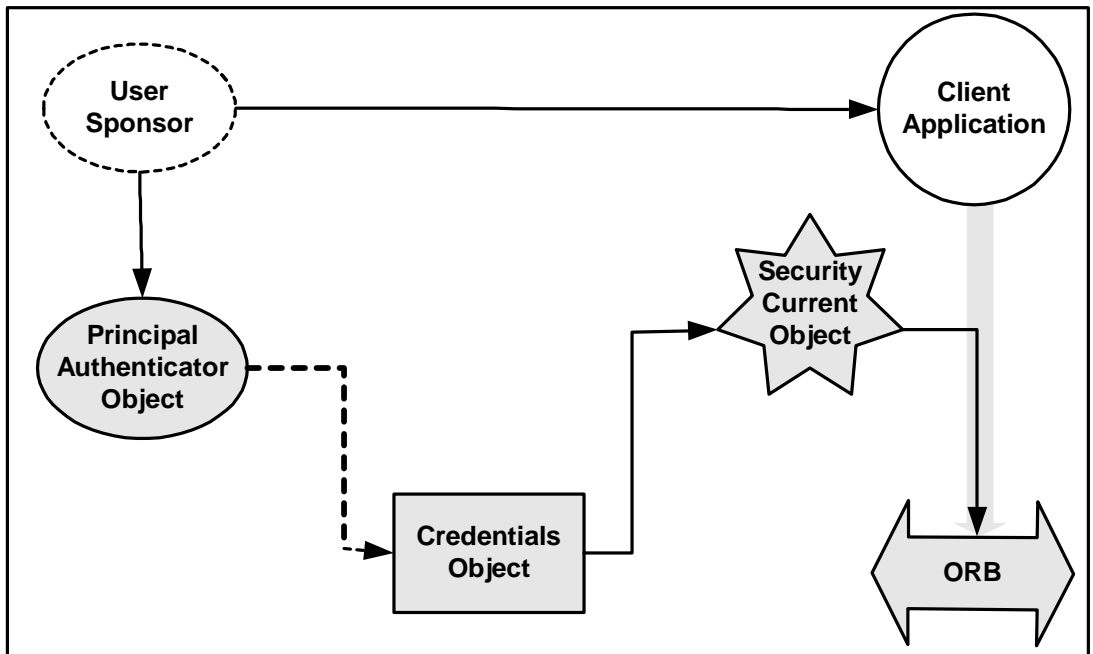 User
Sponsor
Client
Application
Security
Current
Object
Principal
Authenticator
Object
Credentials
Object
ORB